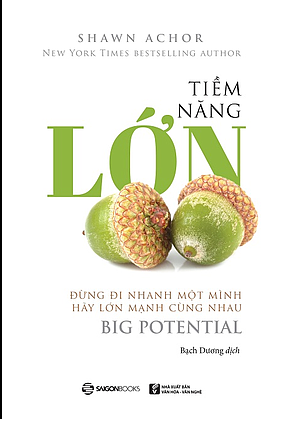 SHAWN ACHOR
NEW YORK TIMES BESTSELLING AUTHOR
TIỀM
NĂNG
LỚN
ĐỪNG ĐI NHANH MỘT MÌNH
HÃY LỚN MẠNH CÙNG NHAU
BIG POTENTIAL
Bạch Dương dịch
SAIGONBOOKS
NHÀ XUẤT BẢN
VĂN HÓA - VĂN NGHỆ